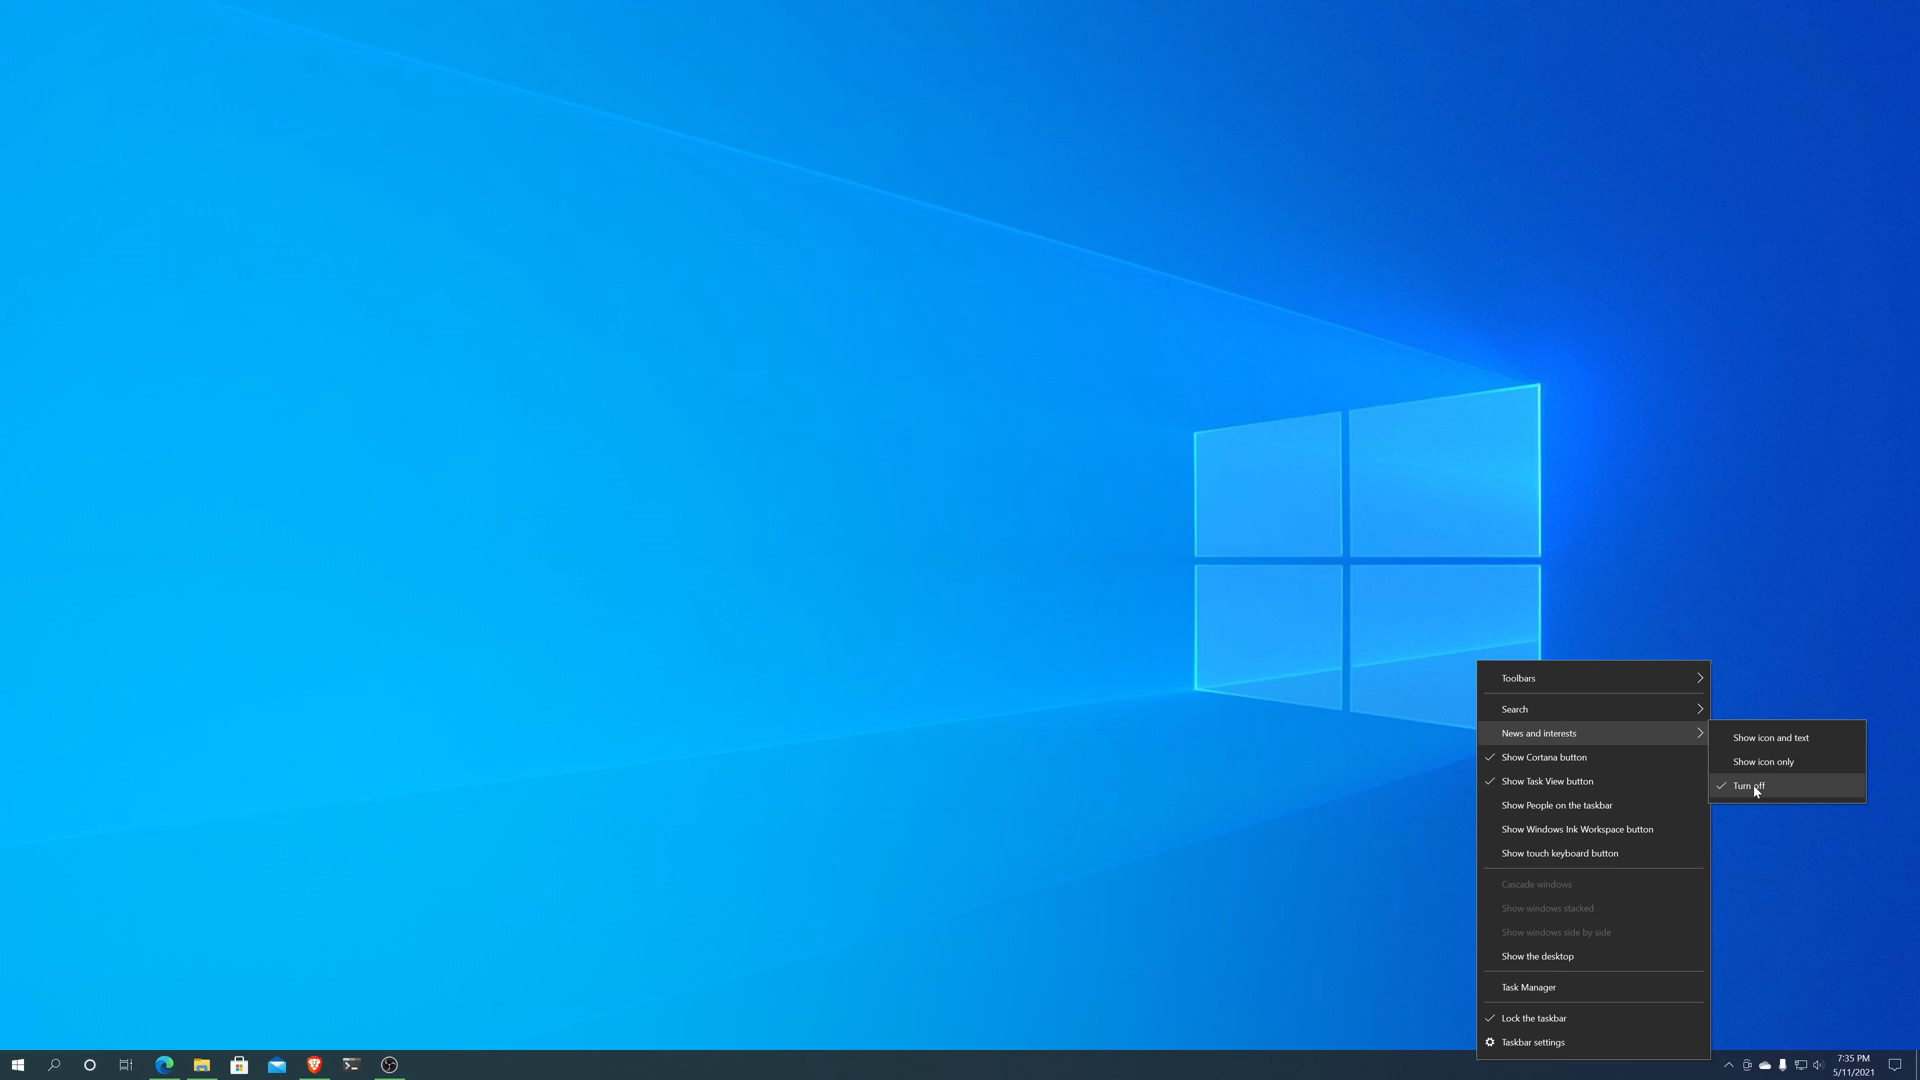 Toolbars
Search
News and interests
Show Cortana button
Show Task View button
Show People on the taskbar
Show Windows Ink Workspace button
Show touch keyboard button
Cascade windows
Show windows stacked
Show windows side by side
Show the desktop
Task Manager
Lock the taskbar
Taskbar settings
Show icon and text
Show icon only
Turn off
7:35 PM
5/11/2021